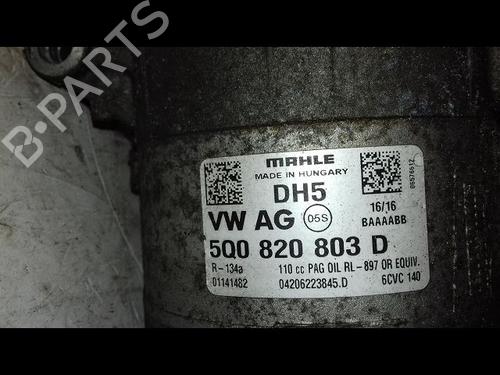 B-PARTS
MAHLE
MADE IN HUNGARY
DH5
VW AG 05S
16/16
BAAAABB
5Q0 820 803 D
R-134a 110 cc PAG OIL RL-897 OR EQUIV.
01141482 04206223845.D 6CVC 140